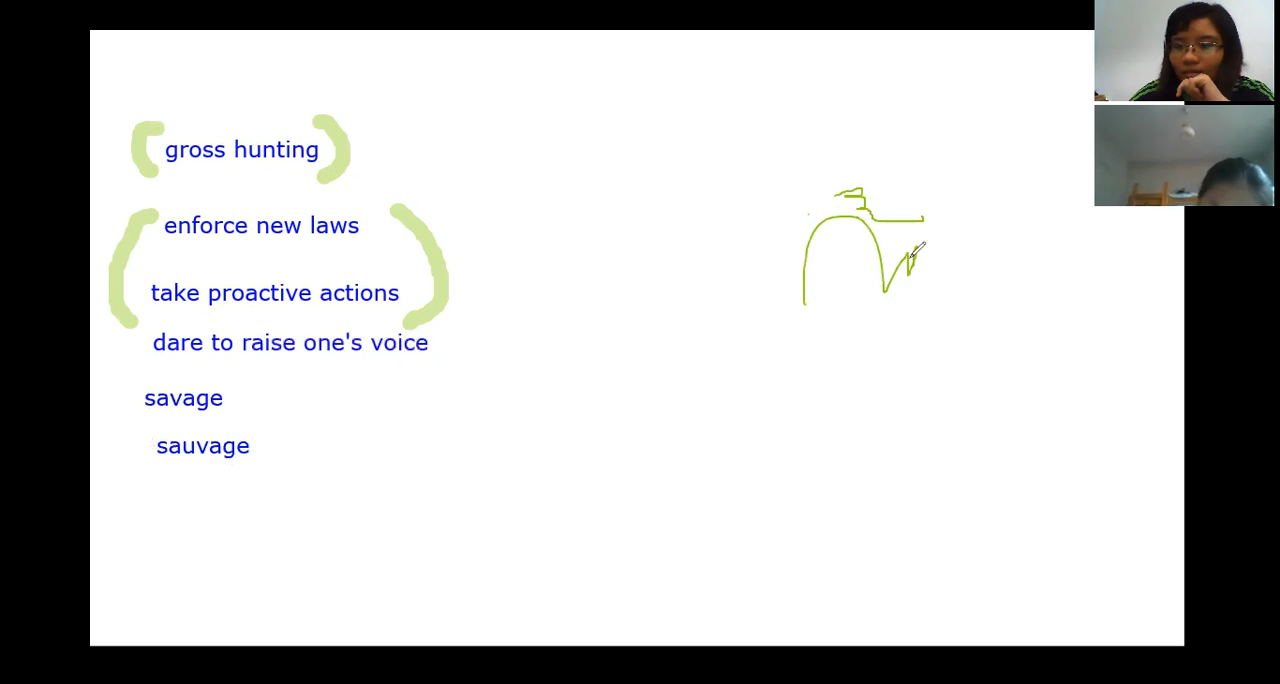 gross hunting
enforce new laws
take proactive actions
dare to raise one's voice
savage
sauvage